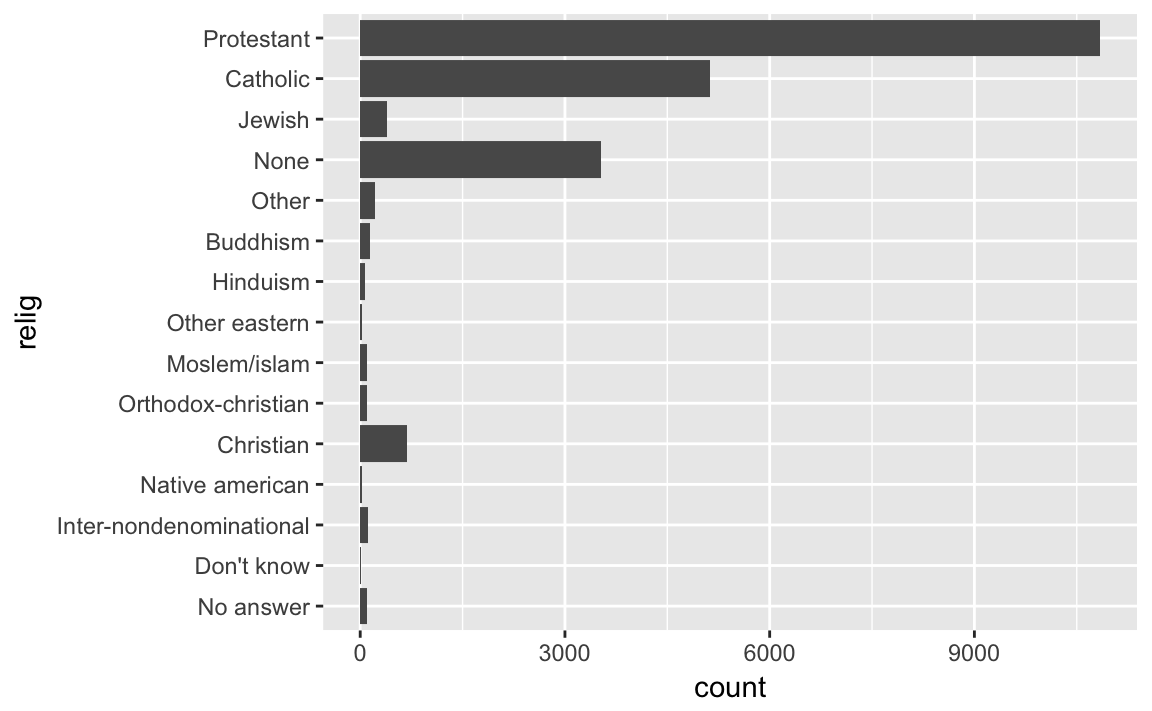 Protestant
Catholic
Jewish
None
Other
Buddhism
Hinduism
Other eastern
Moslem/islam
Orthodox-christian
Christian
Native american
Inter-nondenominational
Don't know
No answer
relig
0 3000 6000 9000
count